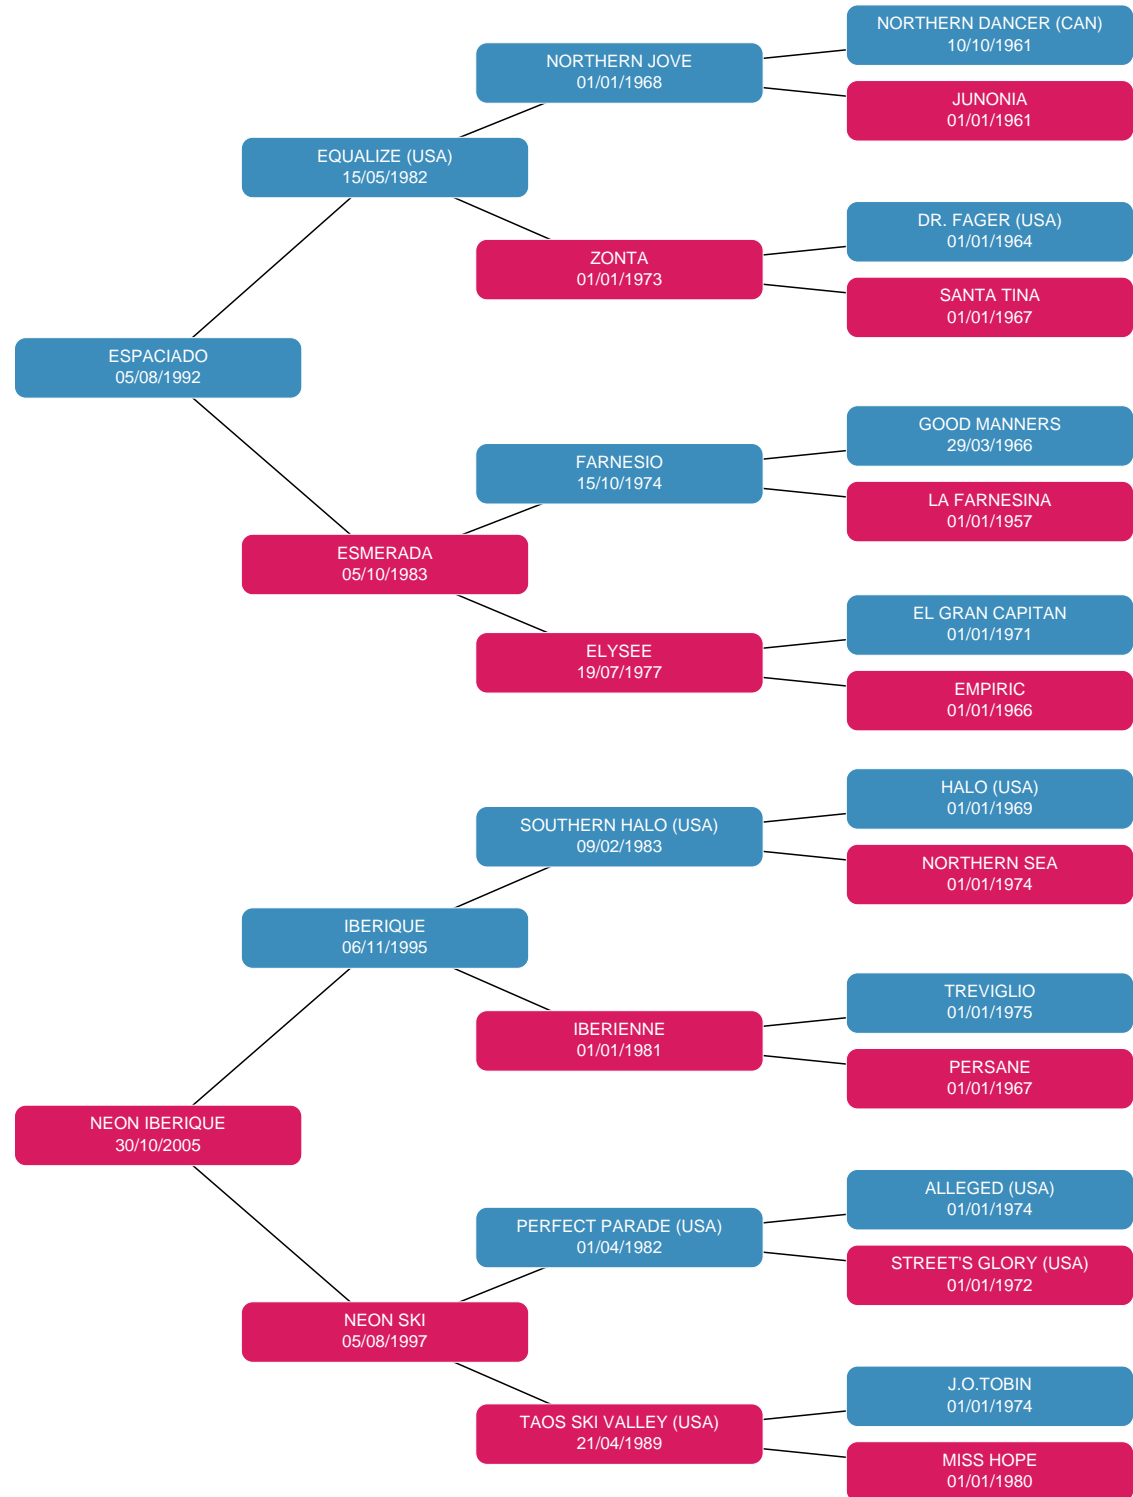 NORTHERN DANCER (CAN)
10/10/1961
NORTHERN JOVE
01/01/1968
JUNONIA
01/01/1961
EQUALIZE (USA)
15/05/1982
DR. FAGER (USA)
01/01/1964
ZONTA
01/01/1973
SANTA TINA
01/01/1967
ESPACIADO
05/08/1992
GOOD MANNERS
29/03/1966
FARNESIO
15/10/1974
LA FARNESINA
01/01/1957
ESMERADA
05/10/1983
EL GRAN CAPITAN
01/01/1971
ELYSEE
19/07/1977
EMPIRIC
01/01/1966
HALO (USA)
01/01/1969
SOUTHERN HALO (USA)
09/02/1983
NORTHERN SEA
01/01/1974
IBERIQUE
06/11/1995
TREVIGLIO
01/01/1975
IBERIENNE
01/01/1981
PERSANE
01/01/1967
NEON IBERIQUE
30/10/2005
ALLEGED (USA)
01/01/1974
PERFECT PARADE (USA)
01/04/1982
STREET'S GLORY (USA)
01/01/1972
NEON SKI
05/08/1997
J.O.TOBIN
01/01/1974
TAOS SKI VALLEY (USA)
21/04/1989
MISS HOPE
01/01/1980